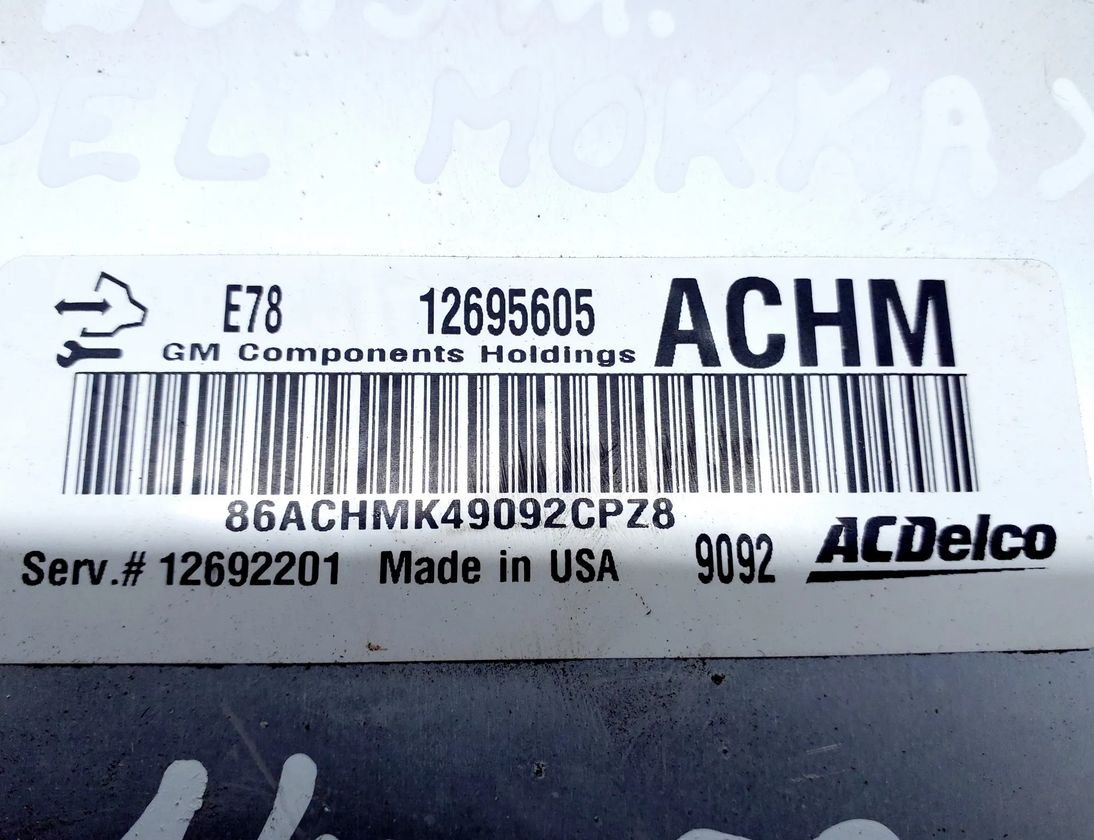 PEL MOKKA X
E78 12695605 ACHM
GM Components Holdings
86ACHMK49092CPZ8
Serv.# 12692201 Made in USA 9092 ACDelco